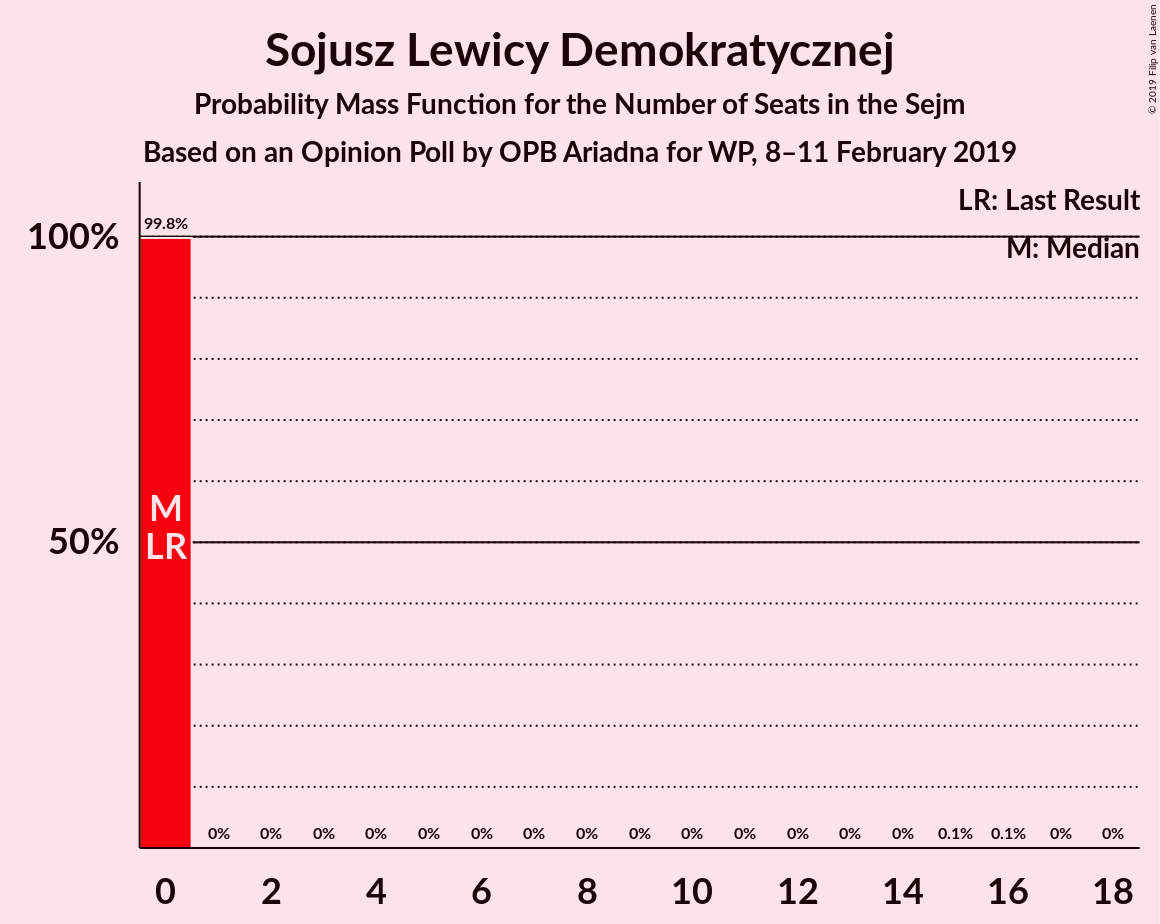 Sojusz Lewicy Demokratycznej
Probability Mass Function for the Number of Seats in the Sejm
Based on an Opinion Poll by OPB Ariadna for WP, 8–11 February 2019
© 2019 Filip van Laenen
LR: Last Result
M: Median
99.8%
100%
50%
M
LR
0% 0% 0% 0% 0% 0% 0% 0% 0% 0% 0% 0% 0% 0% 0.1% 0.1% 0% 0%
0 2 4 6 8 10 12 14 16 18